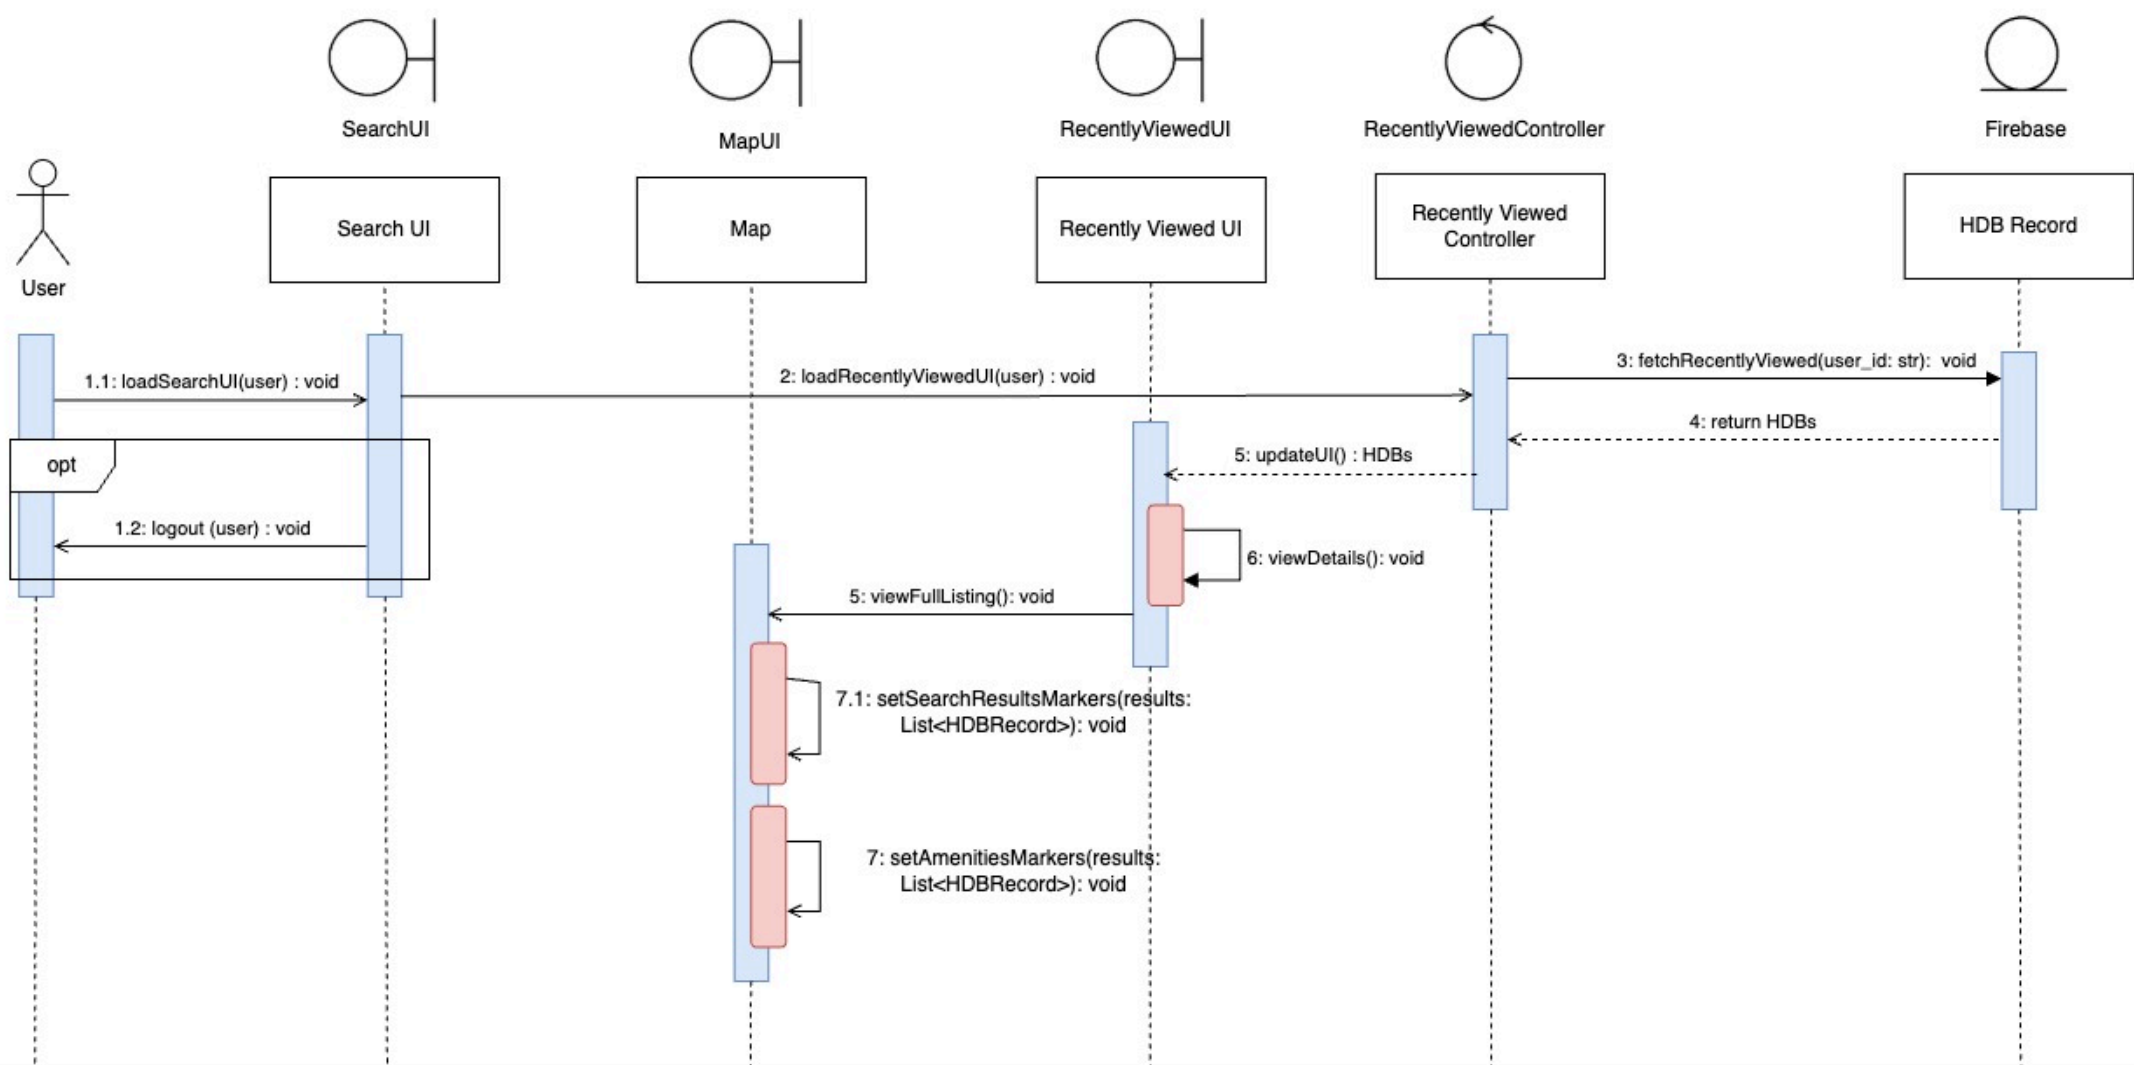 SearchUI
MapUI
RecentlyViewedUI
RecentlyViewedController
Firebase
User
Search UI
Map
Recently Viewed UI
Recently Viewed
Controller
HDB Record
1.1: loadSearchUI(user) : void
2: loadRecentlyViewedUI(user) : void
3: fetchRecentlyViewed(user_id: str):  void
4: return HDBs
5: updateUI() : HDBs
opt
1.2: logout (user) : void
6: viewDetails(): void
5: viewFullListing(): void
7.1: setSearchResultsMarkers(results:
List<HDBRecord>): void
7: setAmenitiesMarkers(results:
List<HDBRecord>): void